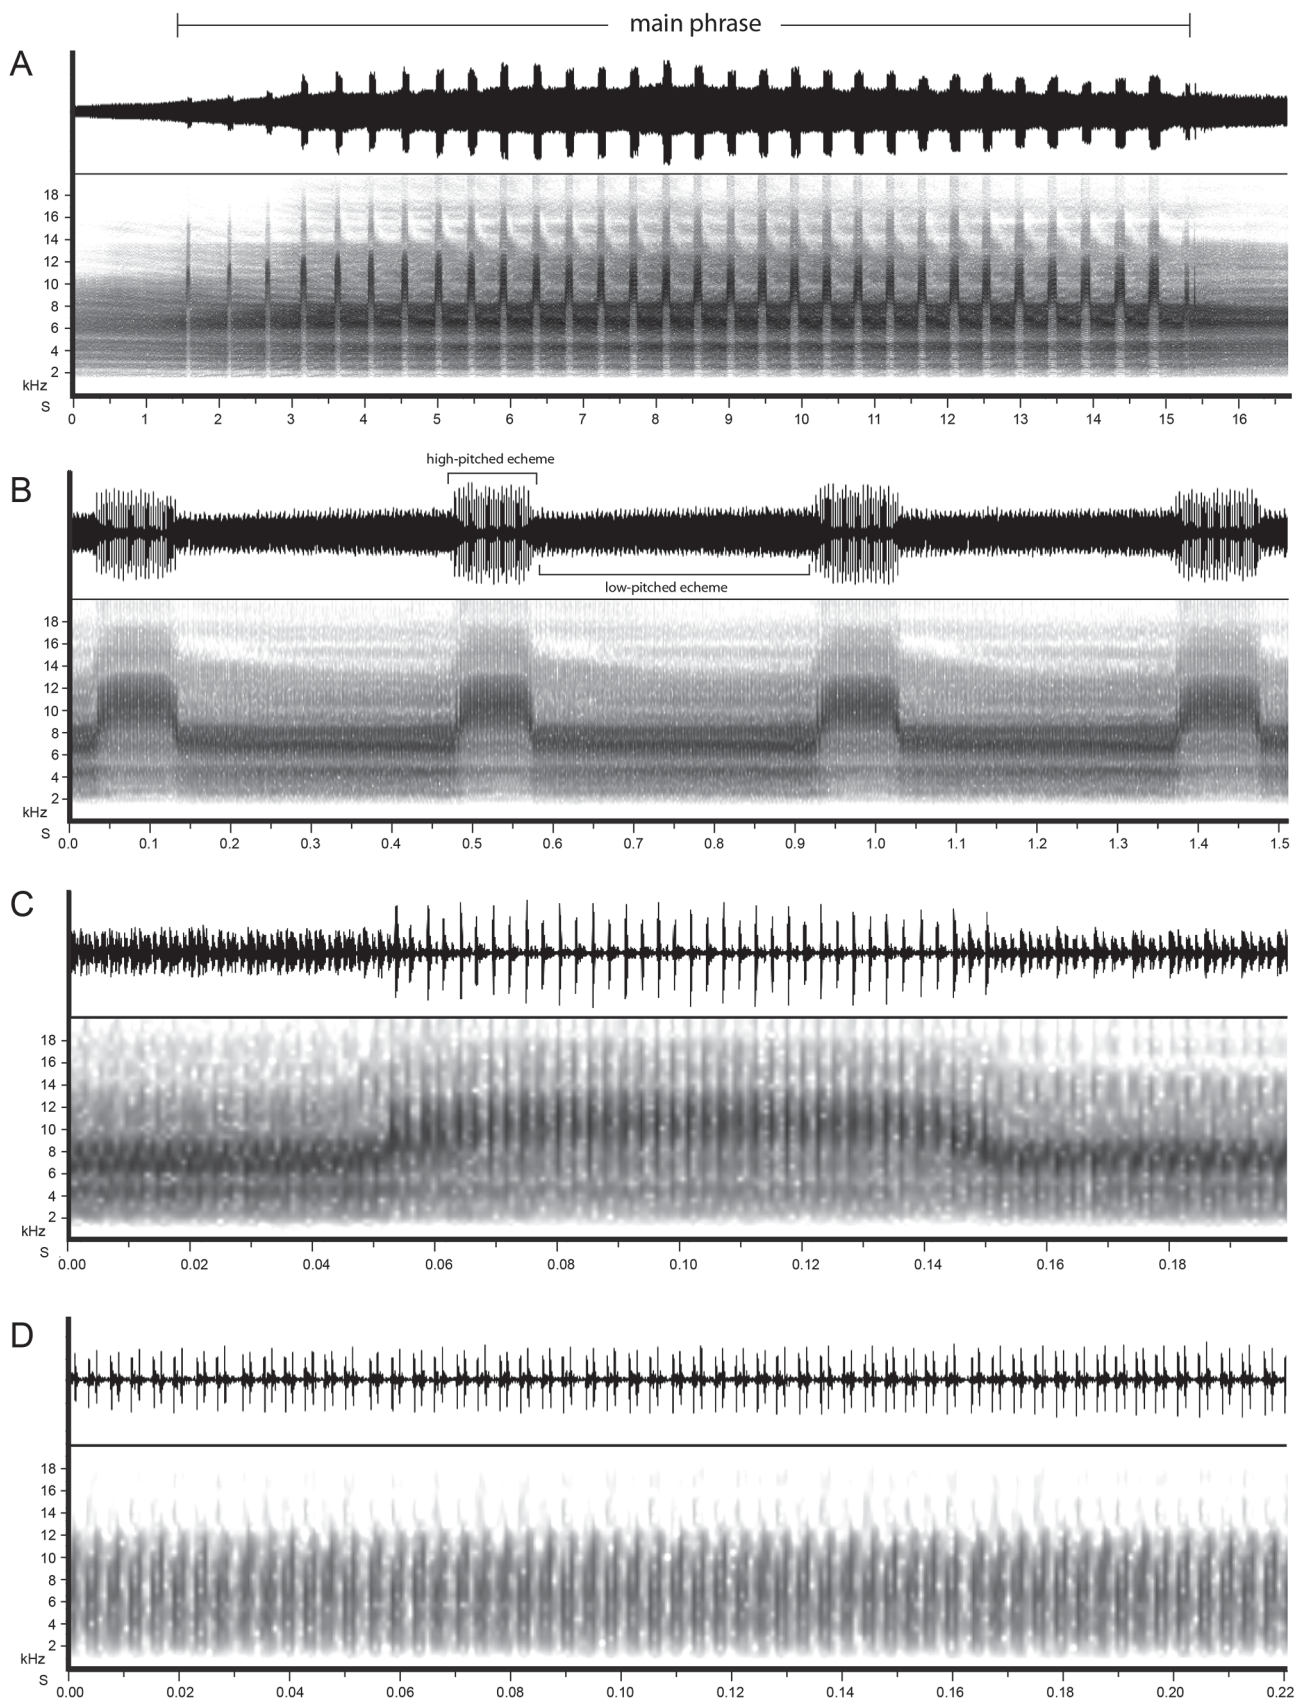 main phrase
A
18
16
14
12
10
8
6
4
2
kHz
S
0 1 2 3 4 5 6 7 8 9 10 11 12 13 14 15 16
high-pitched echeme
B
low-pitched echeme
18
16
14
12
10
8
6
4
2
kHz
S
0.0 0.1 0.2 0.3 0.4 0.5 0.6 0.7 0.8 0.9 1.0 1.1 1.2 1.3 1.4 1.5
C
18
16
14
12
10
8
6
4
2
kHz
S
0.00 0.02 0.04 0.06 0.08 0.10 0.12 0.14 0.16 0.18
D
18
16
14
12
10
8
6
4
2
kHz
S
0.00 0.02 0.04 0.06 0.08 0.10 0.12 0.14 0.16 0.18 0.20 0.22